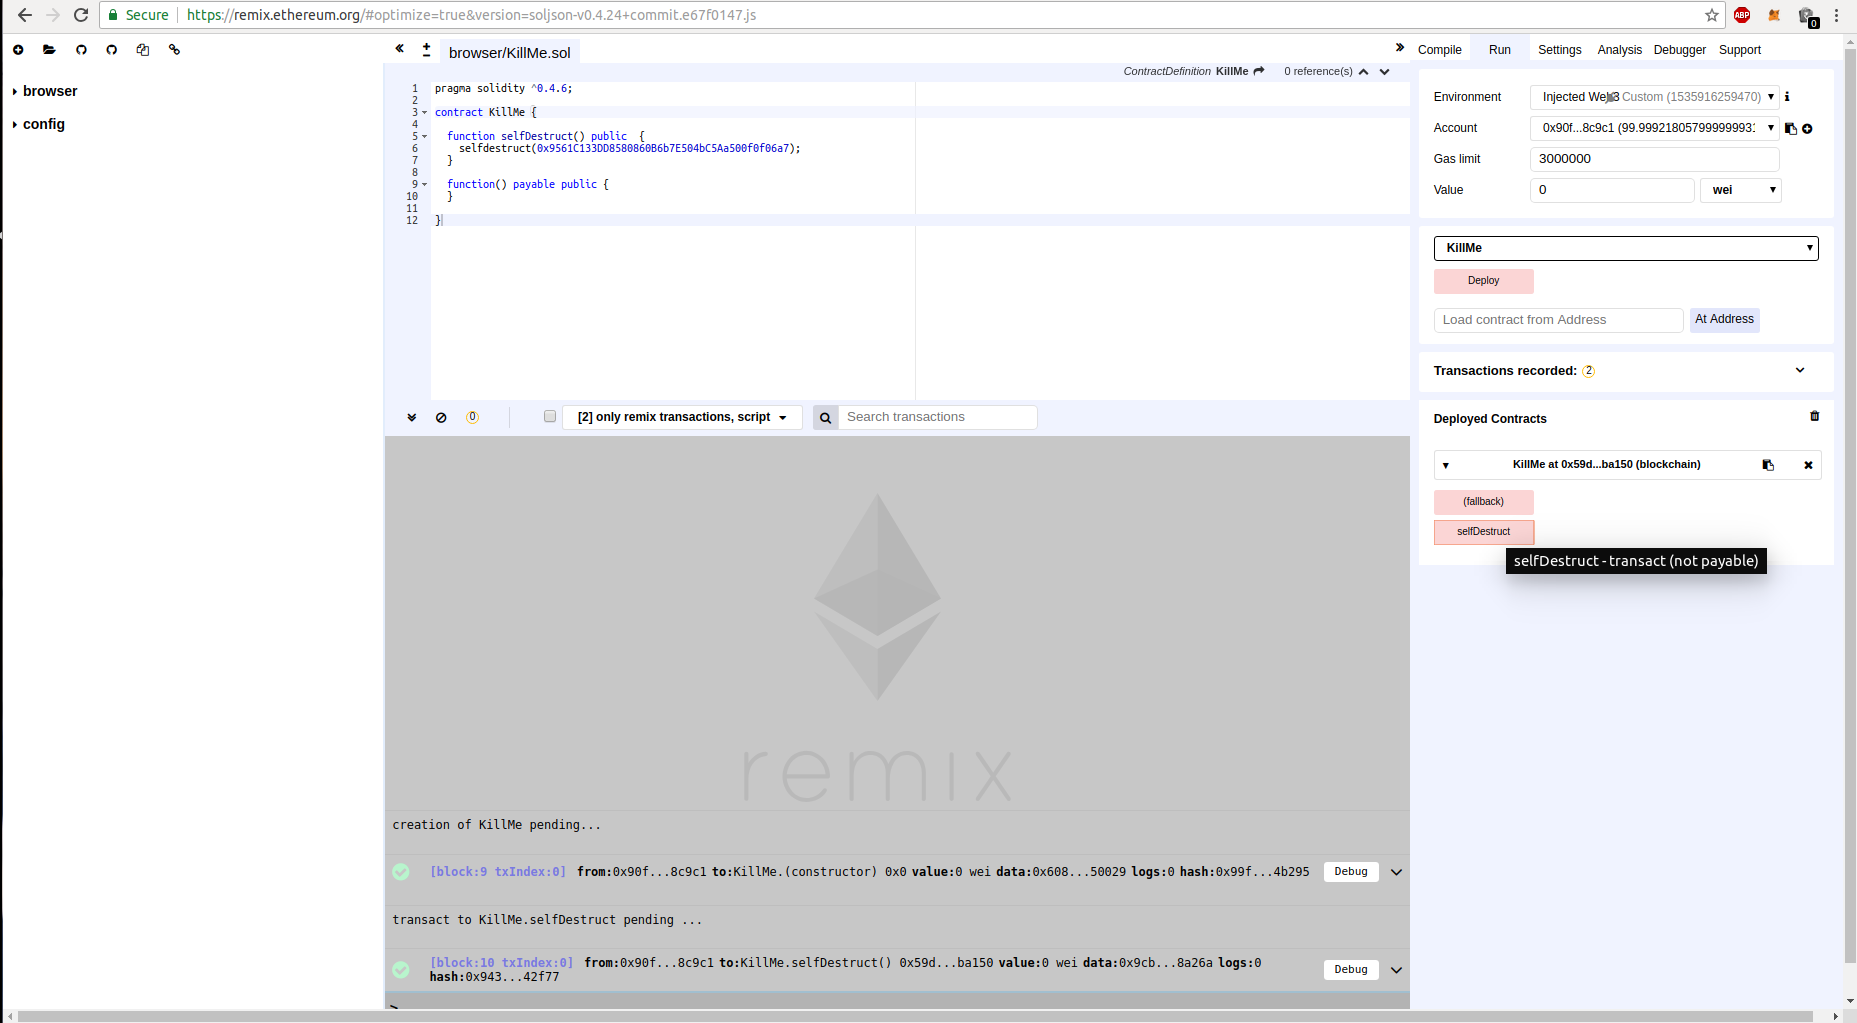 Secure https://remix.ethereum.org/#optimize=true&version=soljson-v0.4.24+commit.e67f0147.js
ABP
0
browser
config
browser/KillMe.sol
ContractDefinition KillMe 0 reference(s)
1 pragma solidity ^0.4.6;
2
3 contract KillMe {
4
5 function selfDestruct() public {
6 selfdestruct(0x9561C133DD8580860B6b7E504bC5Aa500f0f06a7);
7 }
8
9 function() payable public {
10 }
11
12 }
0 [2] only remix transactions, script Search transactions
remix
creation of KillMe pending...
[block:9 txIndex:0] from:0x90f...8c9c1 to:KillMe.(constructor) 0x0 value:0 wei data:0x608...50029 logs:0 hash:0x99f...4b295 Debug
transact to KillMe.selfDestruct pending ...
[block:10 txIndex:0] from:0x90f...8c9c1 to:KillMe.selfDestruct() 0x59d...ba150 value:0 wei data:0x9cb...8a26a logs:0
hash:0x943...42f77 Debug
>
Compile Run Settings Analysis Debugger Support
Environment Injected Web3 Custom (1535916259470)
Account 0x90f...8c9c1 (99.99921805799999931
Gas limit 3000000
Value 0 wei
KillMe
Deploy
Load contract from Address At Address
Transactions recorded: 2
Deployed Contracts
KillMe at 0x59d...ba150 (blockchain)
(fallback)
selfDestruct
selfDestruct - transact (not payable)